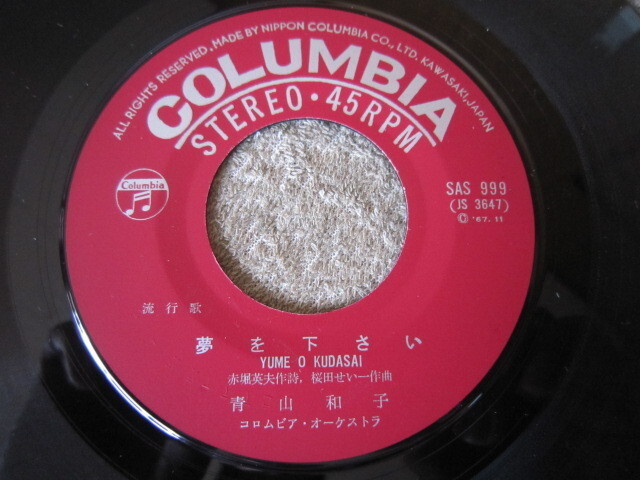 ALL RIGHTS RESERVED. MADE BY NIPPON COLUMBIA CO., LTD. KAWASAKI, JAPAN
COLUMBIA
STEREO・45RPM
Columbia
SAS 999
(JS 3647)
© '67. 11
流行歌
夢を下さい
YUME O KUDASAI
赤堀英夫作詩, 桜田せい一作曲
青山和子
コロムビア・オーケストラ